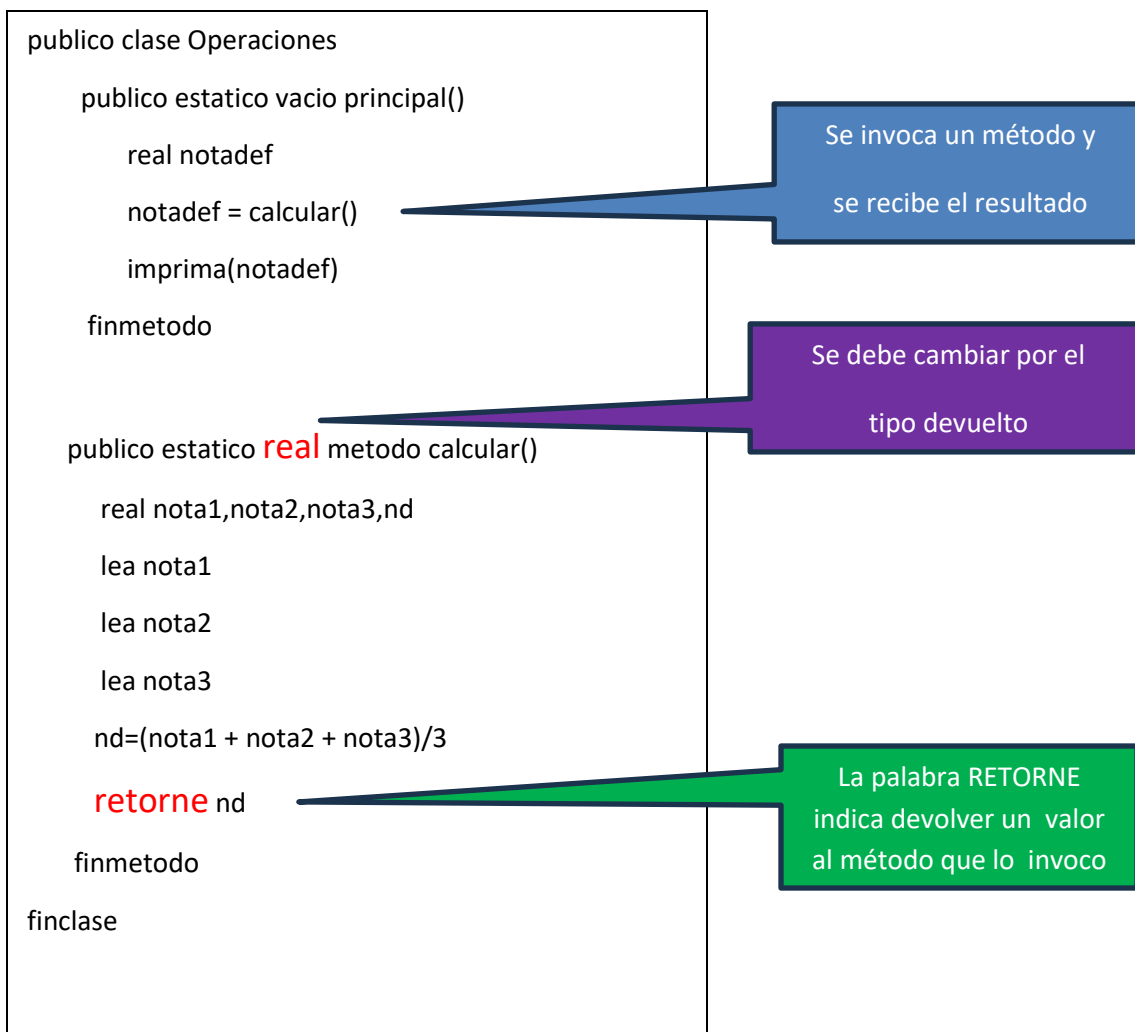 publico clase Operaciones
publico estatico vacio principal()
real notadef
notadef = calcular()
imprima(notadef)
finmetodo
publico estatico real metodo calcular()
real nota1,nota2,nota3,nd
lea nota1
lea nota2
lea nota3
nd=(nota1 + nota2 + nota3)/3
retorne nd
finmetodo
finclase
Se invoca un método y
se recibe el resultado
Se debe cambiar por el
tipo devuelto
La palabra RETORNE
indica devolver un valor
al método que lo invoco